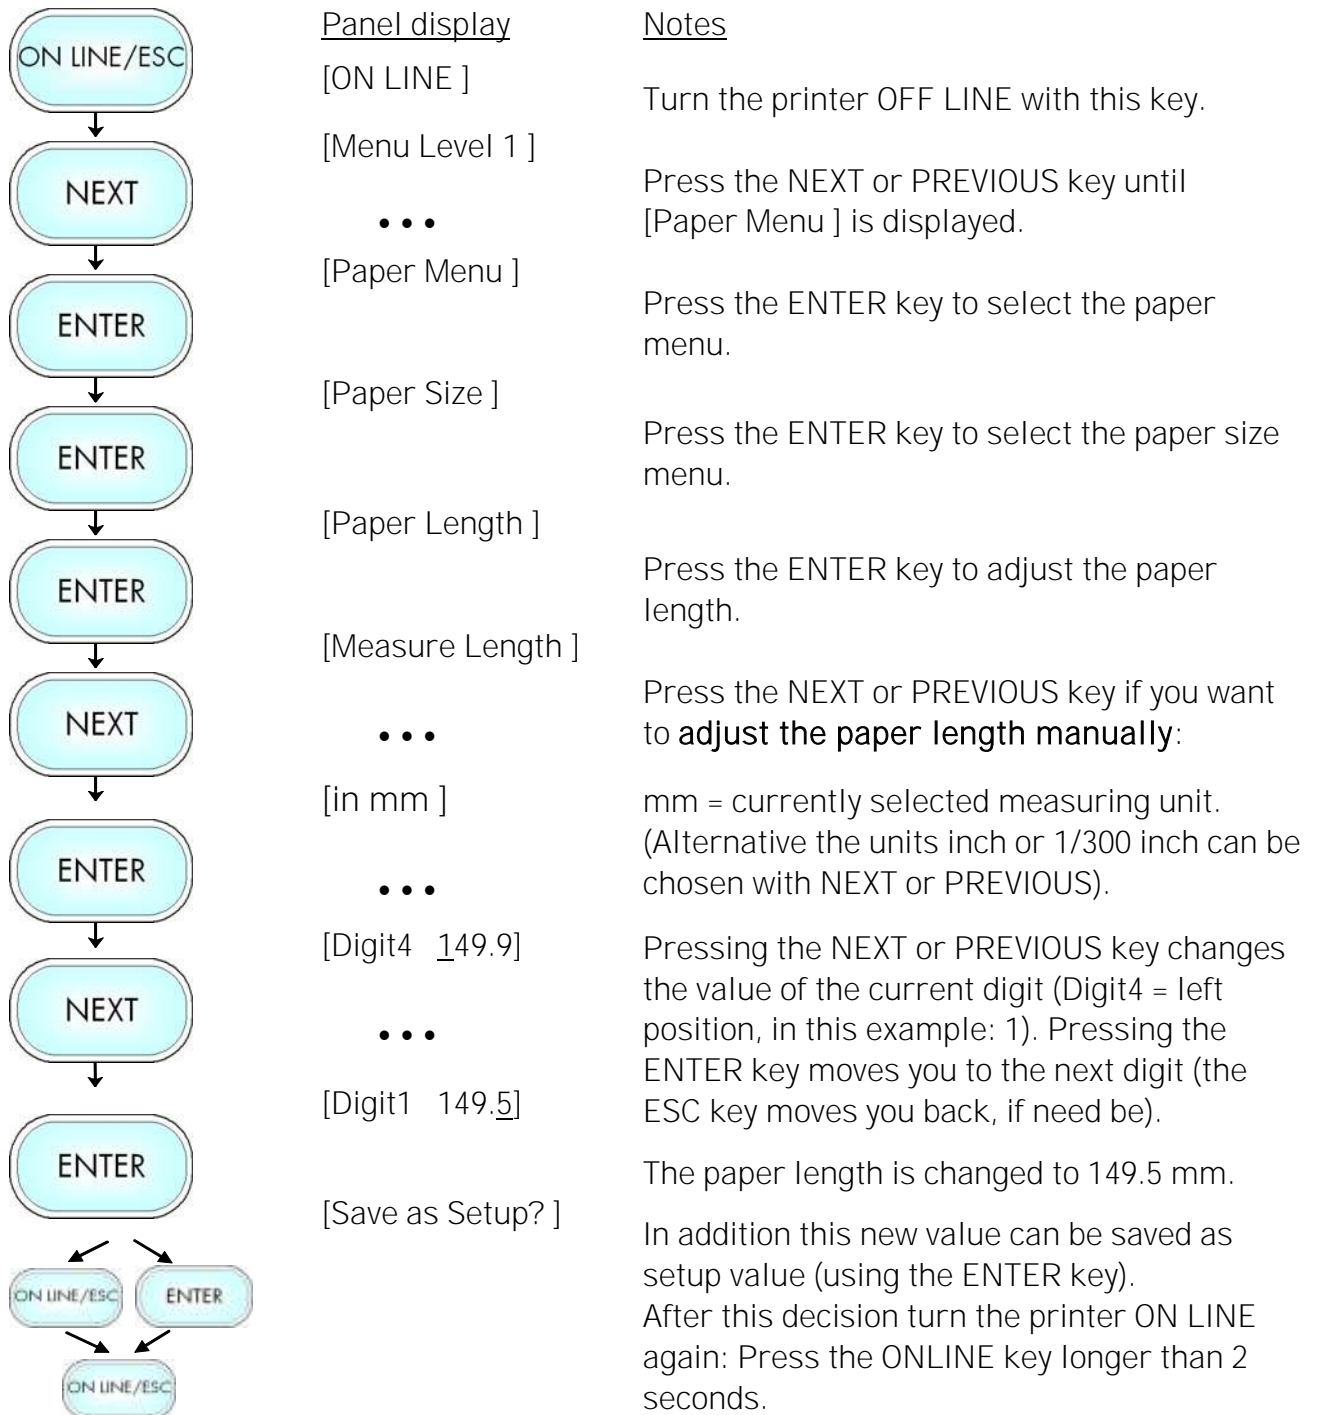 Panel display
Notes
ON LINE/ESC
[ON LINE ]
Turn the printer OFF LINE with this key.
[Menu Level 1 ]
NEXT
Press the NEXT or PREVIOUS key until
[Paper Menu ] is displayed.
• • •
[Paper Menu ]
ENTER
Press the ENTER key to select the paper
menu.
[Paper Size ]
ENTER
Press the ENTER key to select the paper size
menu.
[Paper Length ]
ENTER
Press the ENTER key to adjust the paper
length.
[Measure Length ]
NEXT
Press the NEXT or PREVIOUS key if you want
to adjust the paper length manually:
• • •
[in mm ]
mm = currently selected measuring unit.
(Alternative the units inch or 1/300 inch can be
chosen with NEXT or PREVIOUS).
ENTER
• • •
[Digit4 149.9]
Pressing the NEXT or PREVIOUS key changes
the value of the current digit (Digit4 = left
position, in this example: 1). Pressing the
ENTER key moves you to the next digit (the
ESC key moves you back, if need be).
NEXT
• • •
[Digit1 149.5]
ENTER
The paper length is changed to 149.5 mm.
[Save as Setup? ]
In addition this new value can be saved as
setup value (using the ENTER key).
After this decision turn the printer ON LINE
again: Press the ONLINE key longer than 2
seconds.
ON LINE/ESC
ENTER
ON LINE/ESC